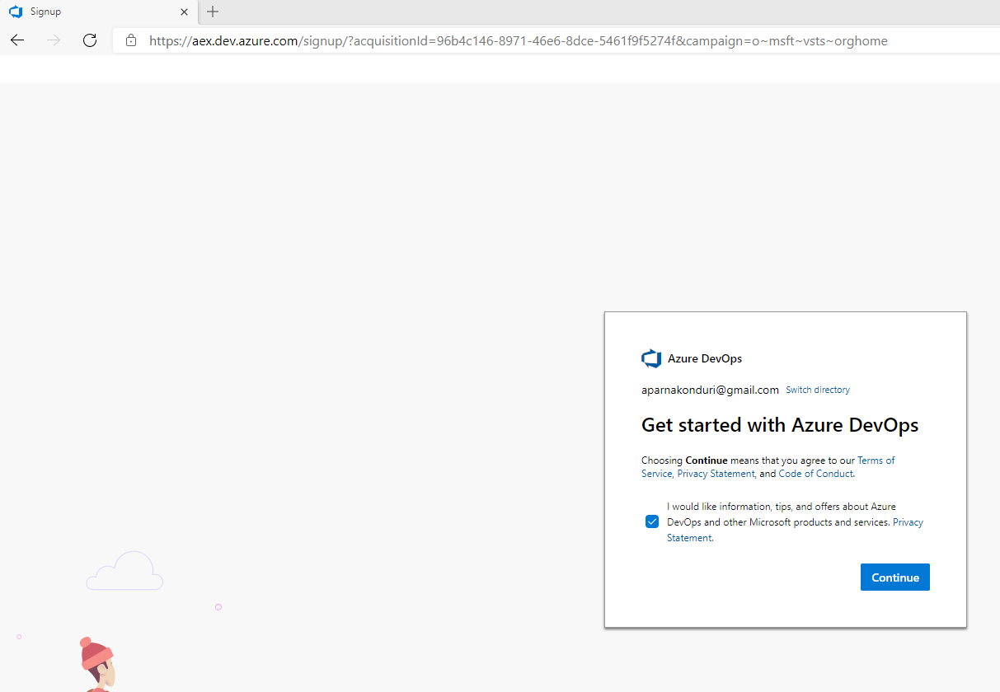 Signup
https://aex.dev.azure.com/signup/?acquisitionId=96b4c146-8971-46e6-8dce-5461f9f5274f&campaign=o~msft~vsts~orghome
Azure DevOps
aparnakonduri@gmail.com Switch directory
Get started with Azure DevOps
Choosing Continue means that you agree to our Terms of
Service, Privacy Statement, and Code of Conduct.
I would like information, tips, and offers about Azure
DevOps and other Microsoft products and services. Privacy
Statement.
Continue